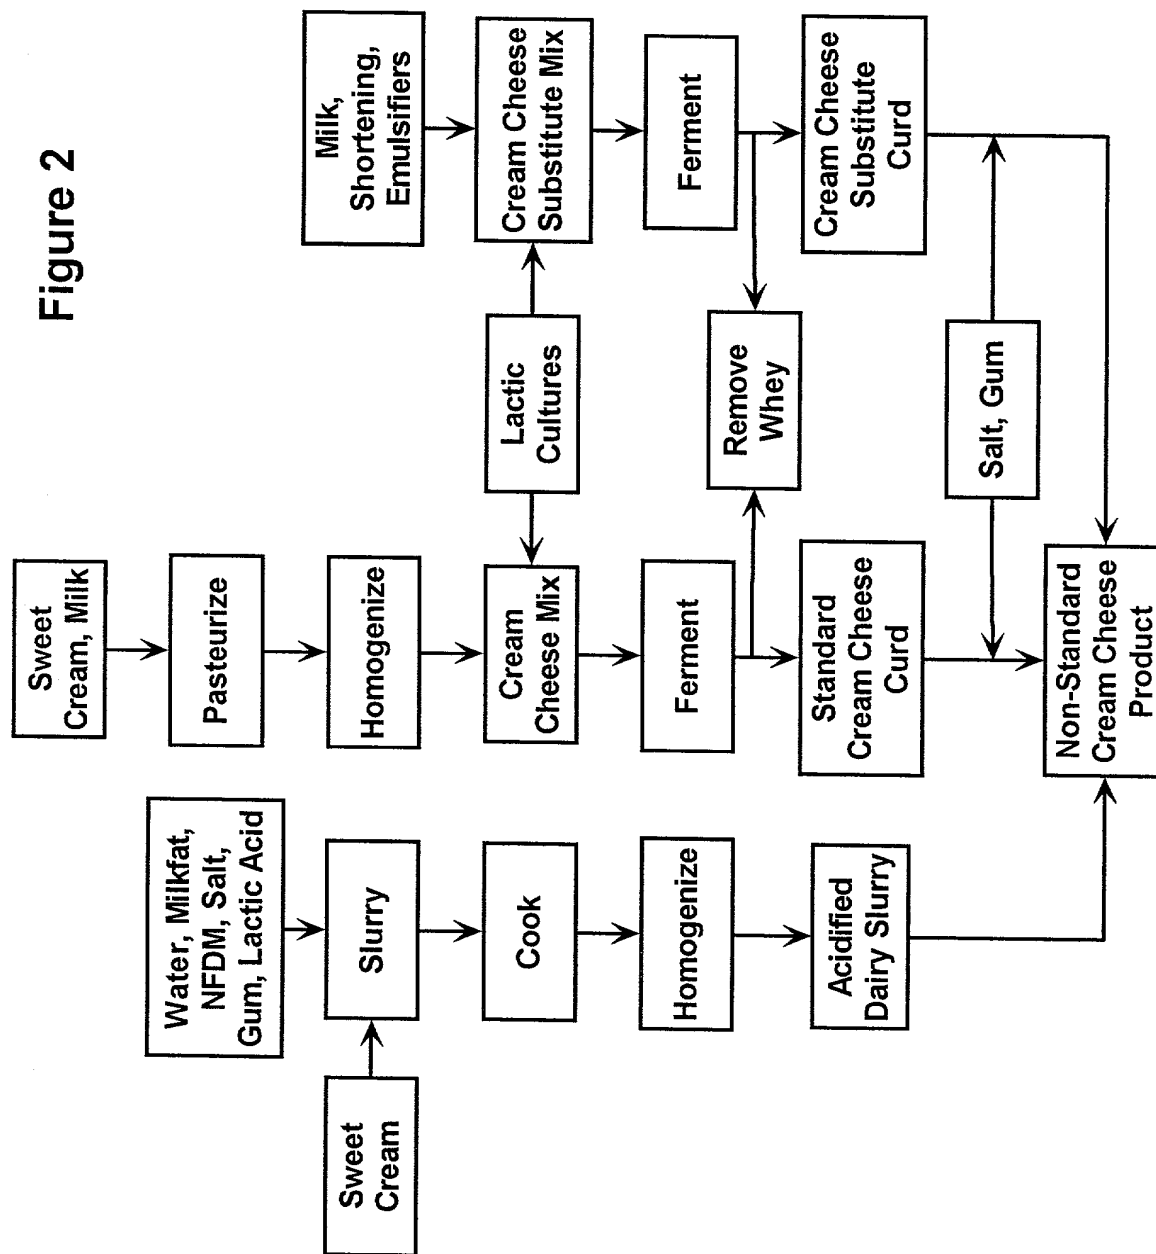 Figure 2
Sweet
Cream, Milk
Pasteurize
Homogenize
Cream
Cheese Mix
Ferment
Standard
Cream Cheese
Curd
Non-Standard
Cream Cheese
Product
Water, Milkfat,
NFDM, Salt,
Gum, Lactic Acid
Sweet
Cream
Slurry
Cook
Homogenize
Acidified
Dairy Slurry
Lactic
Cultures
Remove
Whey
Salt, Gum
Milk,
Shortening,
Emulsifiers
Cream Cheese
Substitute Mix
Ferment
Cream Cheese
Substitute
Curd